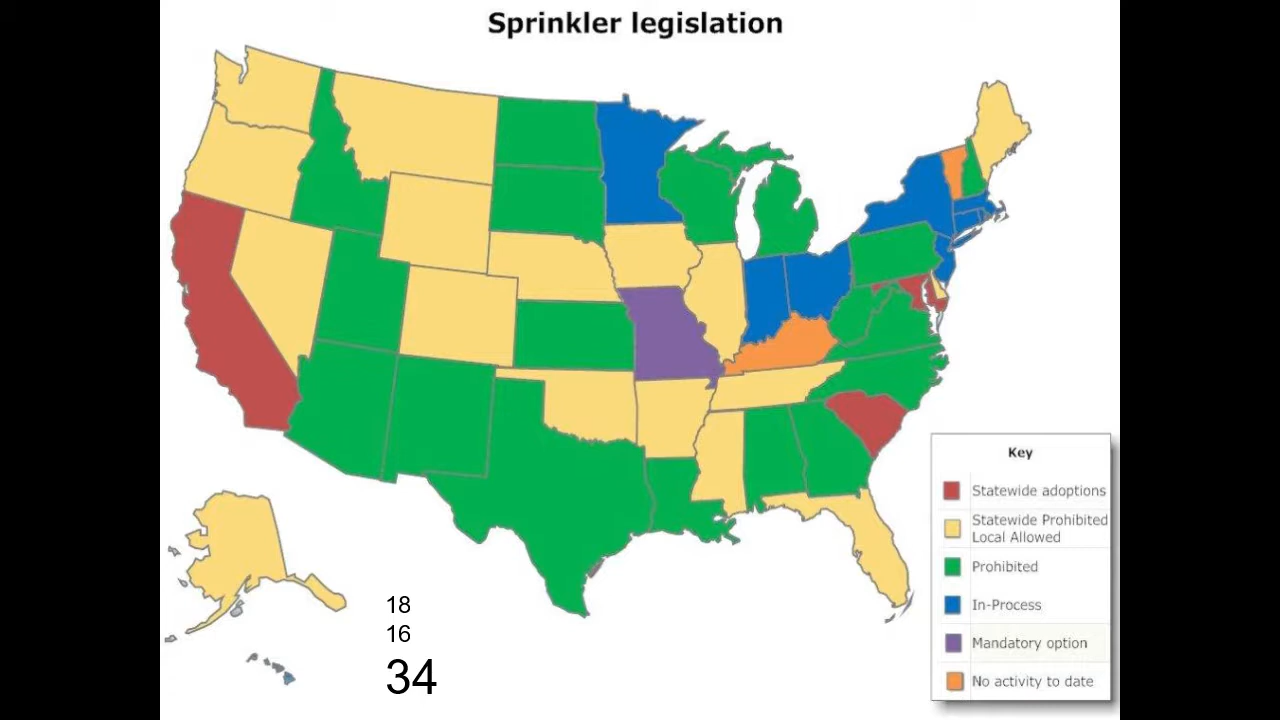 Sprinkler legislation
Key
Statewide adoptions
Statewide Prohibited
Local Allowed
Prohibited
In-Process
Mandatory option
No activity to date
18
16
34